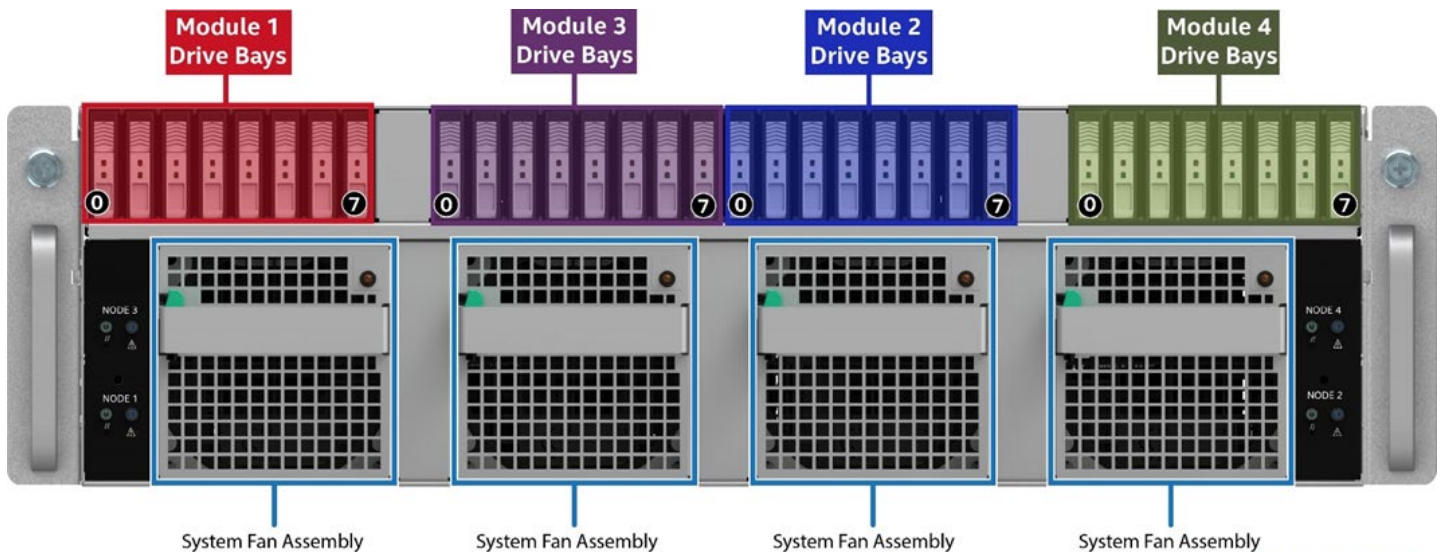 Module 1
Drive Bays
Module 3
Drive Bays
Module 2
Drive Bays
Module 4
Drive Bays
0
7
0
7
0
7
0
7
NODE 3
NODE 4
NODE 1
NODE 2
System Fan Assembly
System Fan Assembly
System Fan Assembly
System Fan Assembly